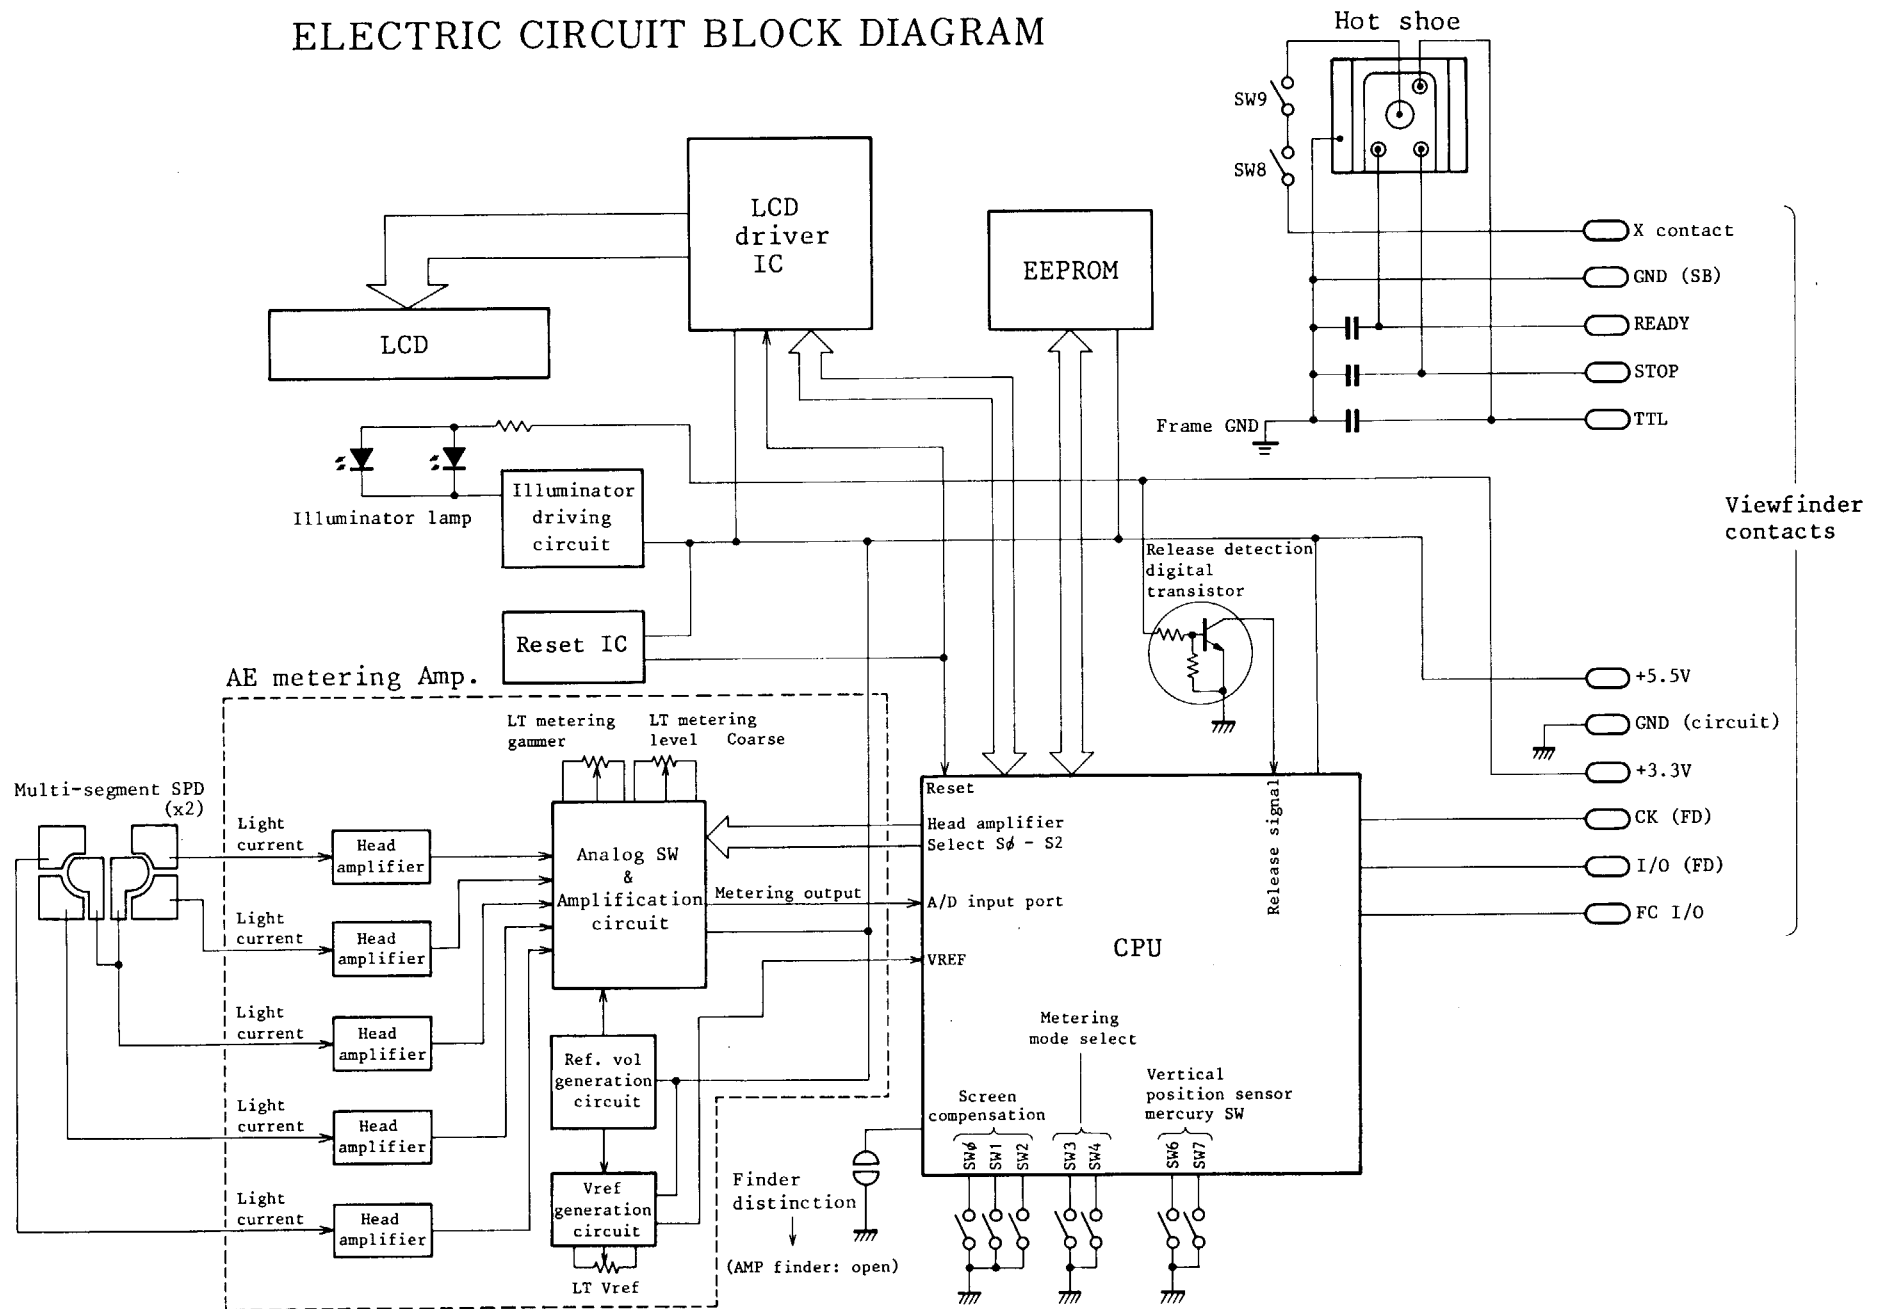 ELECTRIC CIRCUIT BLOCK DIAGRAM
Hot shoe
SW9
SW8
LCD
driver
IC
EEPROM
LCD
X contact
GND (SB)
READY
STOP
TTL
Frame GND
Viewfinder
contacts
Illuminator lamp
Illuminator
driving
circuit
Release detection
digital
transistor
Reset IC
AE metering Amp.
+5.5V
GND (circuit)
+3.3V
CK (FD)
I/O (FD)
FC I/O
LT metering
gammer
LT metering
level Coarse
Multi-segment SPD
(x2)
Light
current
Head
amplifier
Light
current
Head
amplifier
Light
current
Head
amplifier
Light
current
Head
amplifier
Light
current
Head
amplifier
Analog SW
&
Amplification
circuit
Metering output
Ref. vol
generation
circuit
Vref
generation
circuit
LT Vref
Reset
Head amplifier
Select S∅ - S2
A/D input port
VREF
Release signal
CPU
Metering
mode select
Screen
compensation
Vertical
position sensor
mercury SW
SW∅
SW1
SW2
SW3
SW4
SW6
SW7
Finder
distinction
(AMP finder: open)